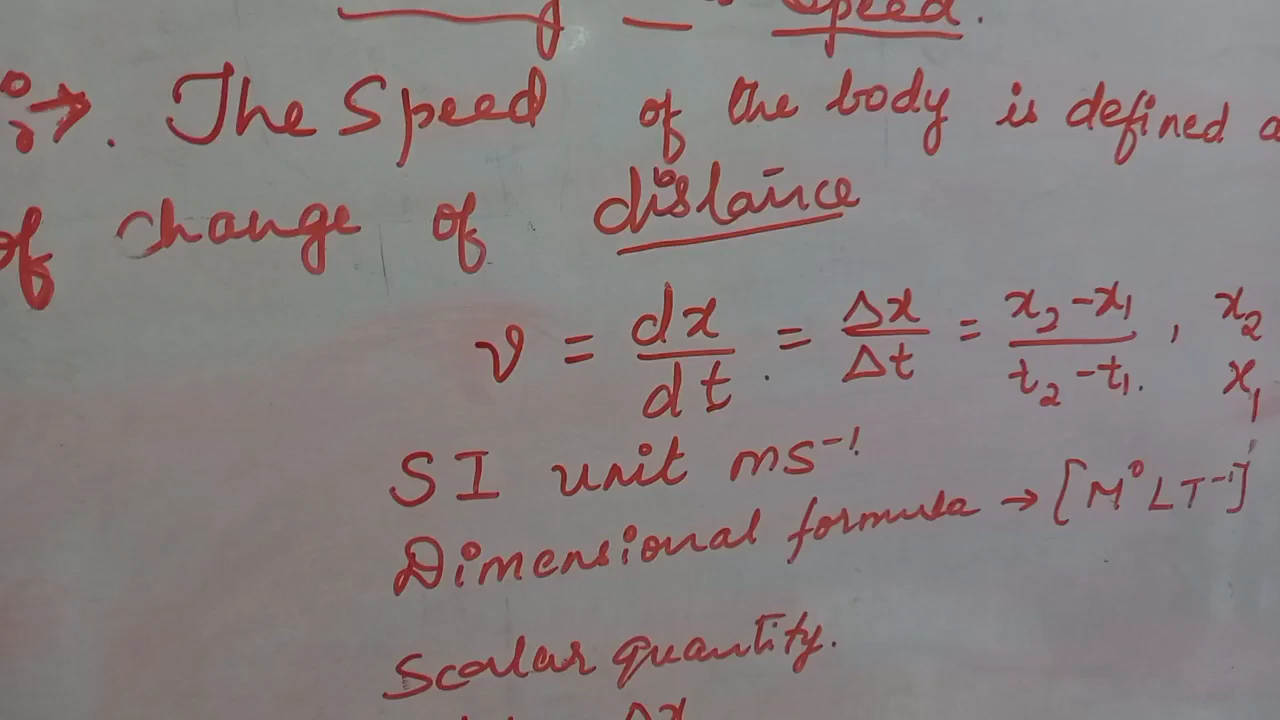 Speed.
:→. The Speed of the body is defined a
of change of distance
v = dx/dt = Δx/Δt = x₂-x₁/t₂-t₁. , x₂ x₁
SI unit ms⁻¹
Dimensional formula → [M⁰LT⁻¹]
Scalar quantity.
Δx